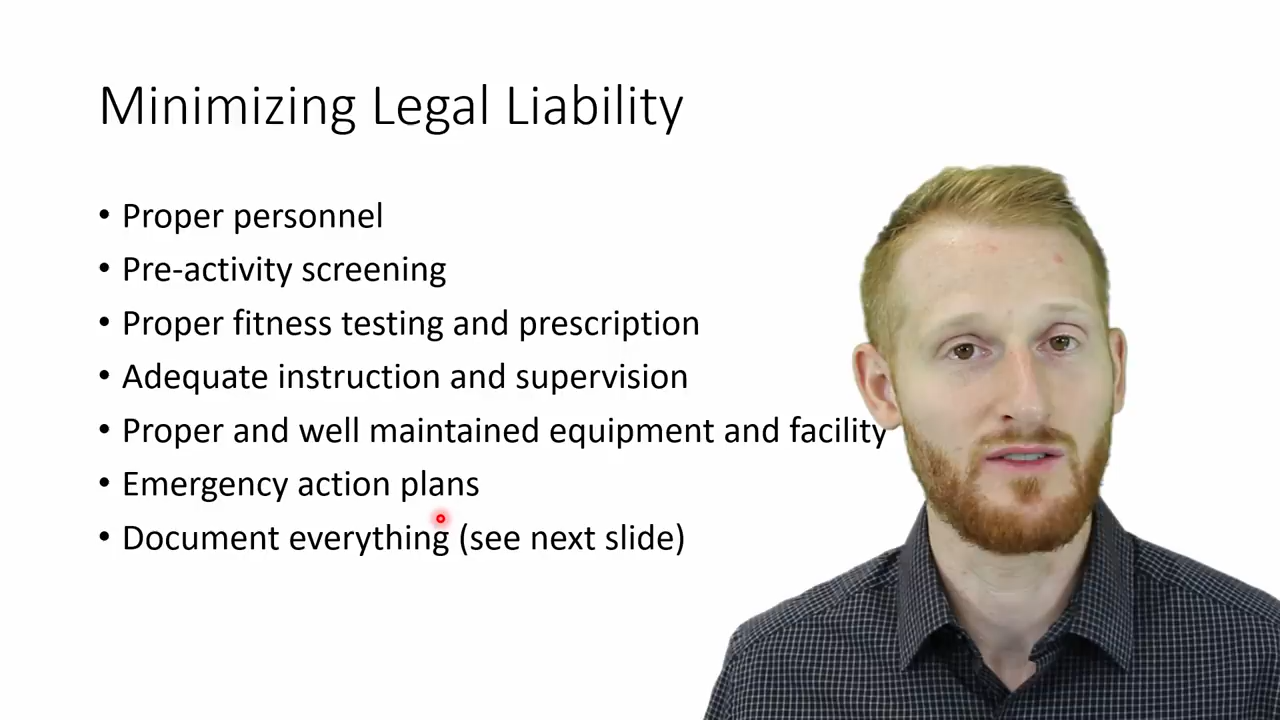 Minimizing Legal Liability
• Proper personnel
• Pre-activity screening
• Proper fitness testing and prescription
• Adequate instruction and supervision
• Proper and well maintained equipment and facility
• Emergency action plans
• Document everything (see next slide)